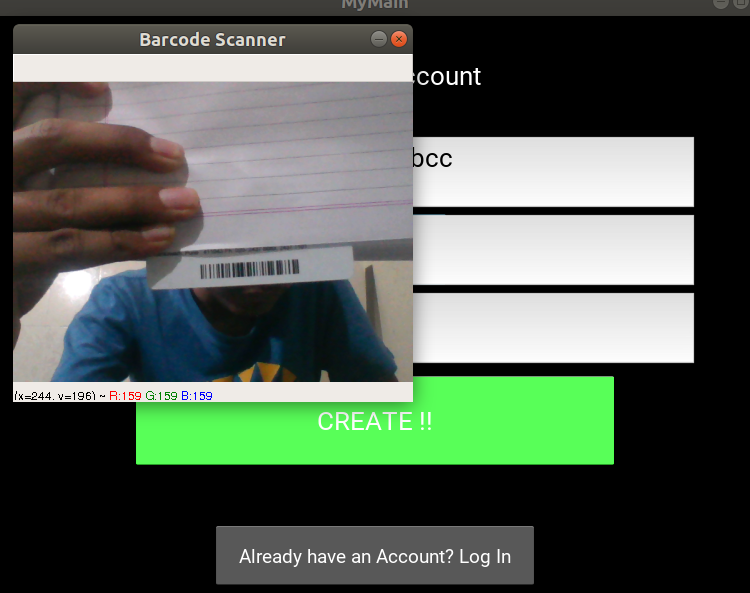 MyMain
Barcode Scanner
ccount
bcc
(x=244, y=196) ~ R:159 G:159 B:159
CREATE !!
Already have an Account? Log In